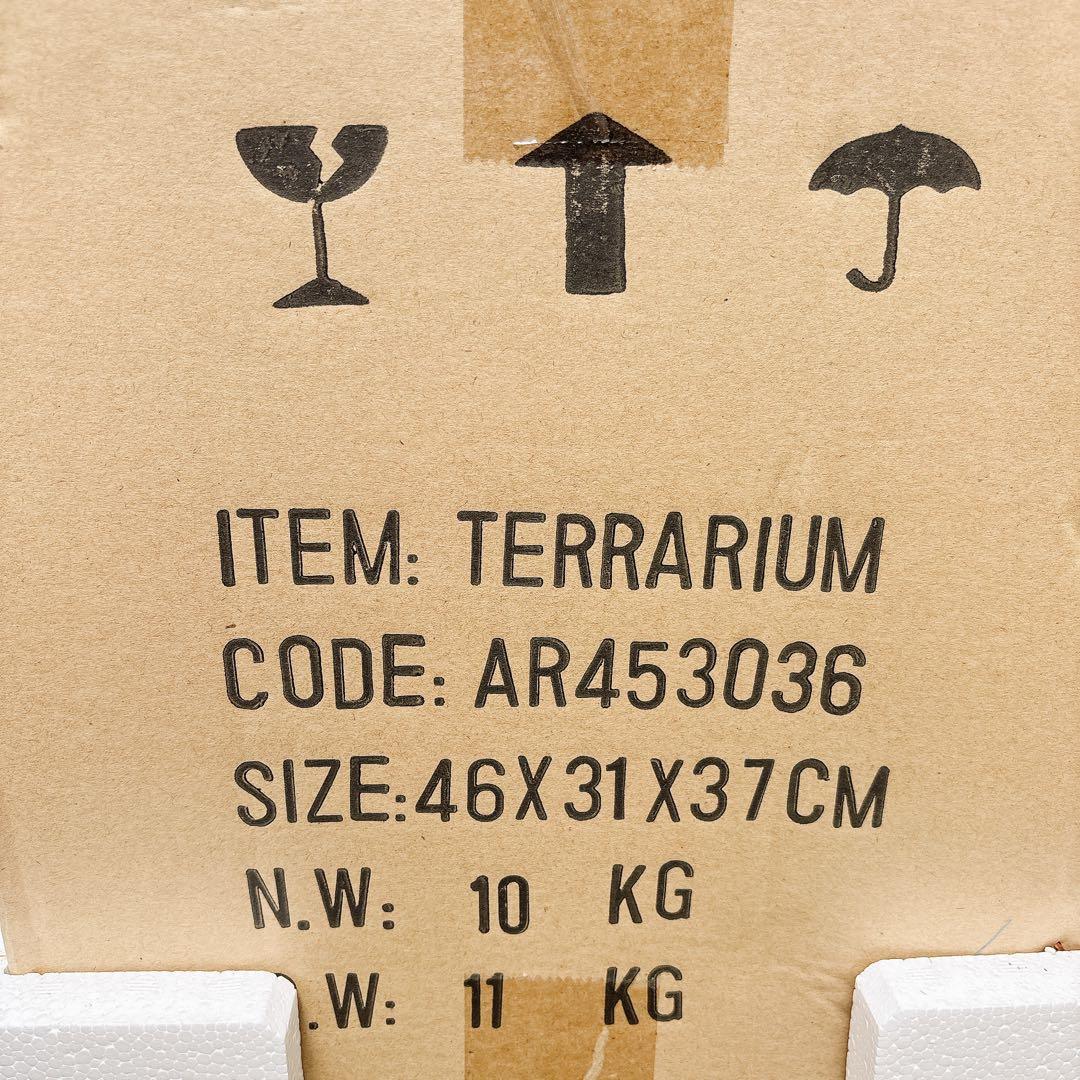 ITEM: TERRARIUM
CODE: AR453036
SIZE:46X31X37CM
N.W: 10 KG
.W: 11 KG